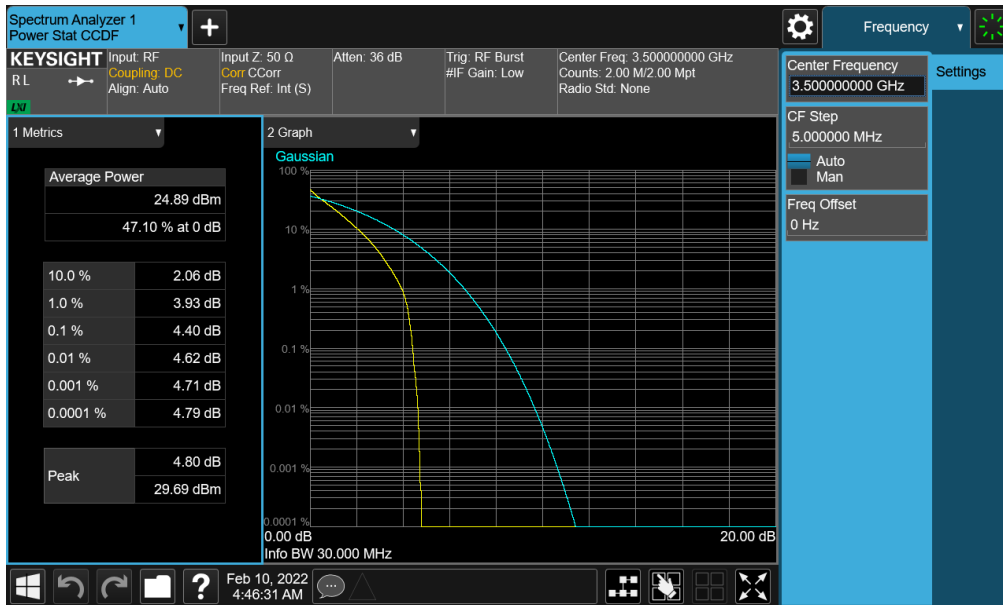 Spectrum Analyzer 1
Power Stat CCDF
Frequency
KEYSIGHT
R L
LXI
Input: RF
Coupling: DC
Align: Auto
Input Z: 50 Ω
Corr CCorr
Freq Ref: Int (S)
Atten: 36 dB
Trig: RF Burst
#IF Gain: Low
Center Freq: 3.500000000 GHz
Counts: 2.00 M/2.00 Mpt
Radio Std: None
Center Frequency
3.500000000 GHz
Settings
CF Step
5.000000 MHz
Auto
Man
Freq Offset
0 Hz
1 Metrics
Average Power
24.89 dBm
47.10 % at 0 dB
10.0 % 2.06 dB
1.0 % 3.93 dB
0.1 % 4.40 dB
0.01 % 4.62 dB
0.001 % 4.71 dB
0.0001 % 4.79 dB
Peak
4.80 dB
29.69 dBm
2 Graph
Gaussian
100 %
10 %
1 %
0.1 %
0.01 %
0.001 %
0.0001 %
0.00 dB 20.00 dB
Info BW 30.000 MHz
?
Feb 10, 2022
4:46:31 AM